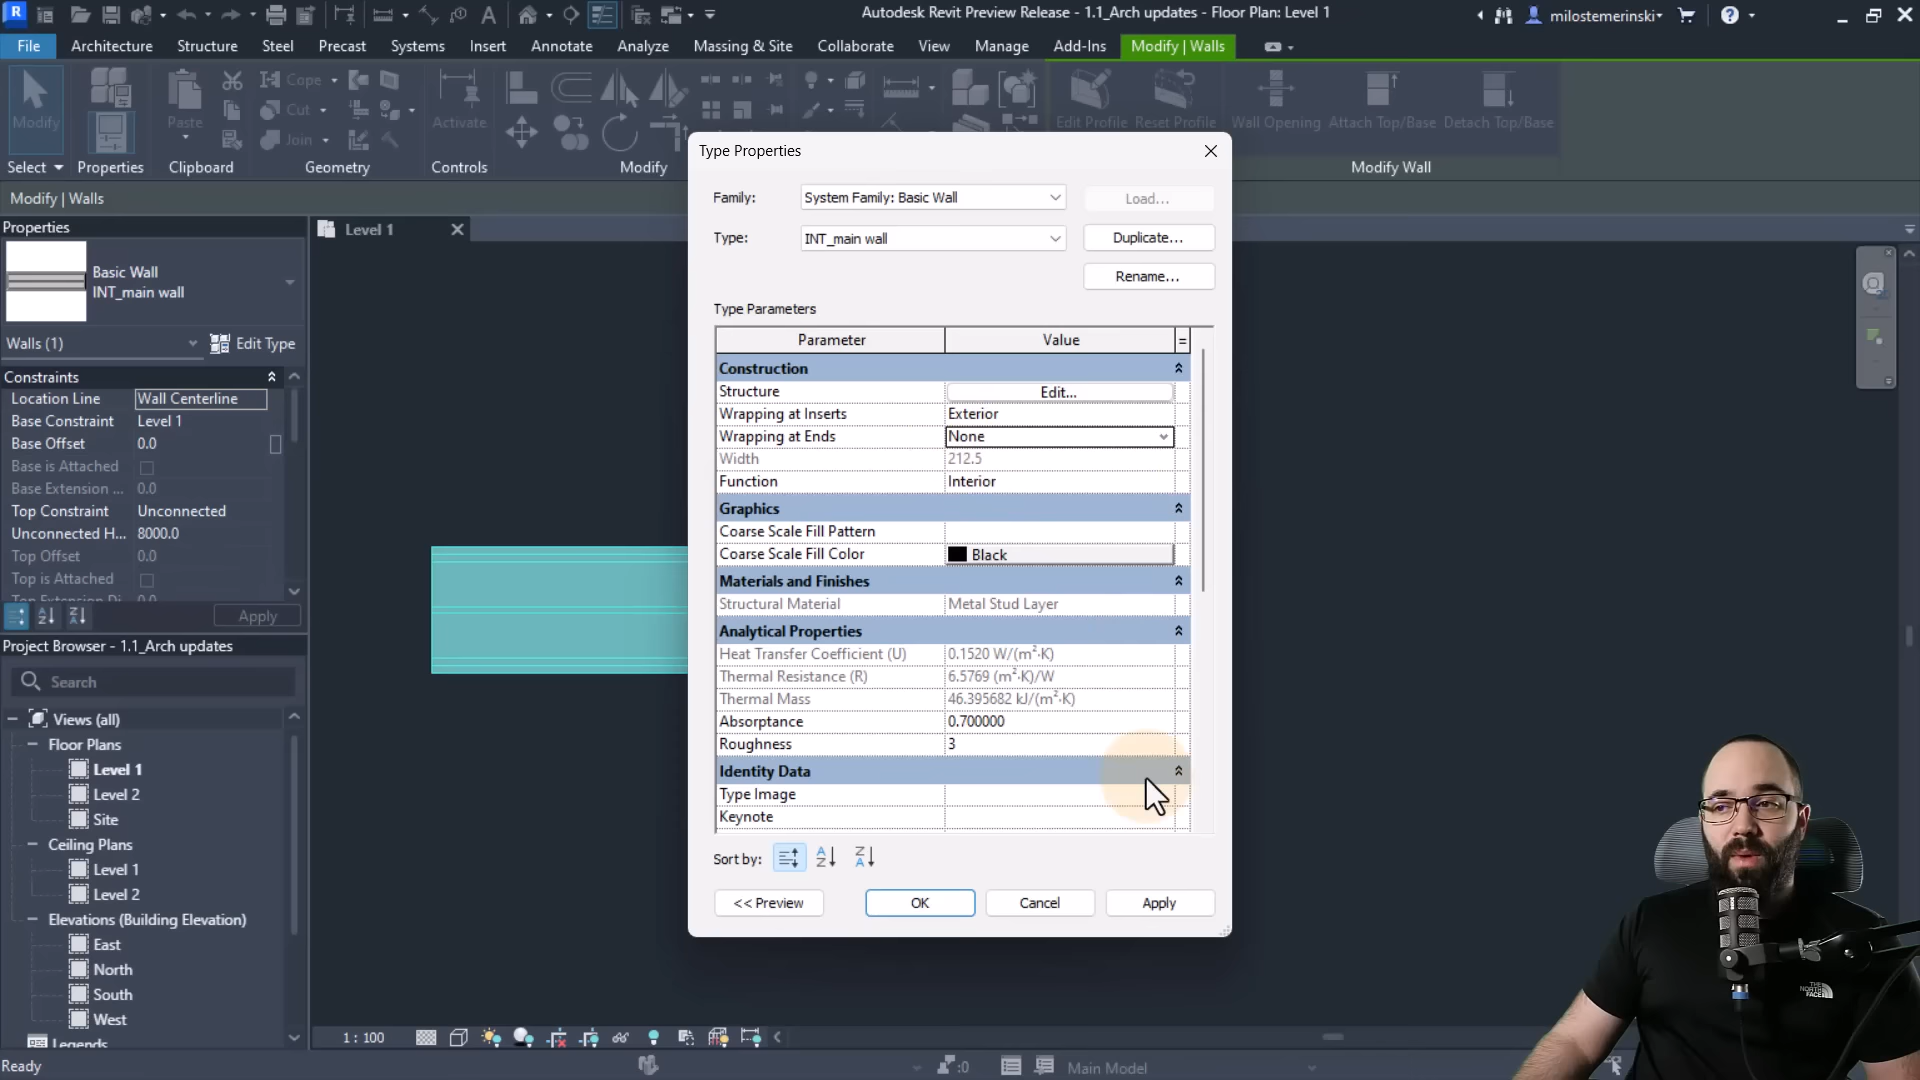 Autodesk Revit Preview Release - 1.1_Arch updates - Floor Plan: Level 1
milostemerinski
File
Architecture
Structure
Steel
Precast
Systems
Insert
Annotate
Analyze
Massing & Site
Collaborate
View
Manage
Add-Ins
Modify | Walls
Modify
Paste
Cope
Cut
Join
Activate
Edit Profile
Reset Profile
Wall Opening
Attach Top/Base
Detach Top/Base
Select
Properties
Clipboard
Geometry
Controls
Modify
Modify Wall
Modify | Walls
Properties
Basic Wall
INT_main wall
Walls (1)
Edit Type
Constraints
Location Line Wall Centerline
Base Constraint Level 1
Base Offset 0.0
Base is Attached
Base Extension ... 0.0
Top Constraint Unconnected
Unconnected H... 8000.0
Top Offset 0.0
Top is Attached
Top Extension Di... 0.0
Apply
Project Browser - 1.1_Arch updates
Search
Views (all)
Floor Plans
Level 1
Level 2
Site
Ceiling Plans
Level 1
Level 2
Elevations (Building Elevation)
East
North
South
West
Legends
Ready
Level 1
Type Properties
Family: System Family: Basic Wall Load...
Type: INT_main wall Duplicate...
Rename...
Type Parameters
Parameter Value =
Construction
Structure Edit...
Wrapping at Inserts Exterior
Wrapping at Ends None
Width 212.5
Function Interior
Graphics
Coarse Scale Fill Pattern
Coarse Scale Fill Color Black
Materials and Finishes
Structural Material Metal Stud Layer
Analytical Properties
Heat Transfer Coefficient (U) 0.1520 W/(m²·K)
Thermal Resistance (R) 6.5769 (m²·K)/W
Thermal Mass 46.395682 kJ/(m²·K)
Absorptance 0.700000
Roughness 3
Identity Data
Type Image
Keynote
Sort by:
<< Preview OK Cancel Apply
1 : 100
:0
Main Model
THE
NORTH
FACE